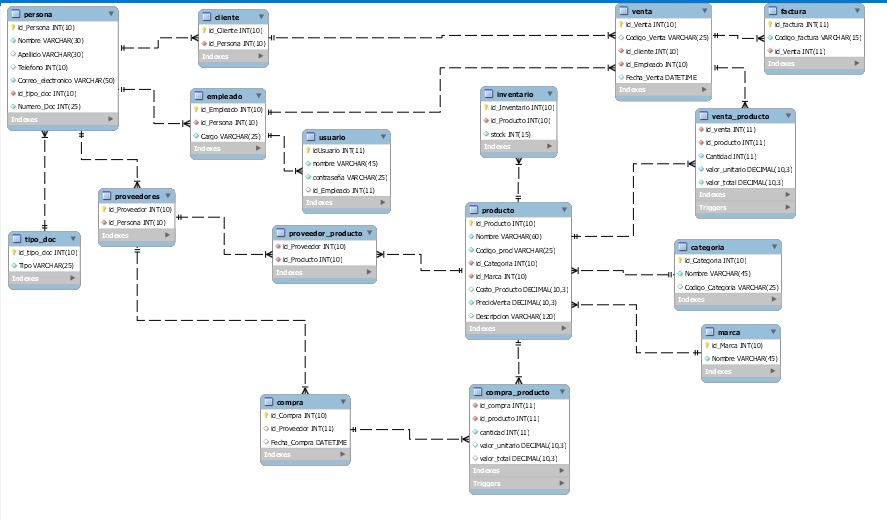 persona
id_Persona INT(10)
Nombre VARCHAR(30)
Apellido VARCHAR(30)
Telefono INT(10)
Correo_electronico VARCHAR(50)
id_tipo_doc INT(10)
Numero_Doc INT(25)
Indexes
cliente
id_Cliente INT(10)
id_Persona INT(10)
Indexes
empleado
id_Empleado INT(10)
id_Persona INT(10)
Cargo VARCHAR(25)
Indexes
usuario
idUsuario INT(11)
nombre VARCHAR(45)
contraseña VARCHAR(25)
id_Empleado INT(11)
Indexes
venta
id_Venta INT(10)
Codigo_Venta VARCHAR(25)
id_cliente INT(10)
id_Empleado INT(10)
Fecha_Venta DATETIME
Indexes
factura
id_factura INT(11)
Codigo_factura VARCHAR(15)
id_Venta INT(11)
Indexes
inventario
id_Inventario INT(10)
id_Producto INT(10)
stock INT(15)
Indexes
venta_producto
id_venta INT(11)
id_producto INT(11)
Cantidad INT(11)
valor_unitario DECIMAL(10,3)
valor_total DECIMAL(10,3)
Indexes
Triggers
proveedores
id_Proveedor INT(10)
id_Persona INT(10)
Indexes
tipo_doc
id_tipo_doc INT(10)
Tipo VARCHAR(25)
Indexes
proveedor_producto
id_Proveedor INT(10)
id_Producto INT(10)
Indexes
producto
id_Producto INT(10)
Nombre VARCHAR(60)
Codigo_prod VARCHAR(25)
id_Categoria INT(10)
id_Marca INT(10)
Costo_Producto DECIMAL(10,3)
PrecioVenta DECIMAL(10,3)
Descripcion VARCHAR(120)
Indexes
categoria
id_Categoria INT(10)
Nombre VARCHAR(45)
Codigo_Categoria VARCHAR(25)
Indexes
marca
id_Marca INT(10)
Nombre VARCHAR(45)
Indexes
compra
id_Compra INT(10)
id_Proveedor INT(11)
Fecha_Compra DATETIME
Indexes
compra_producto
id_compra INT(11)
id_producto INT(11)
cantidad INT(11)
valor_unitario DECIMAL(10,3)
valor_total DECIMAL(10,3)
Indexes
Triggers